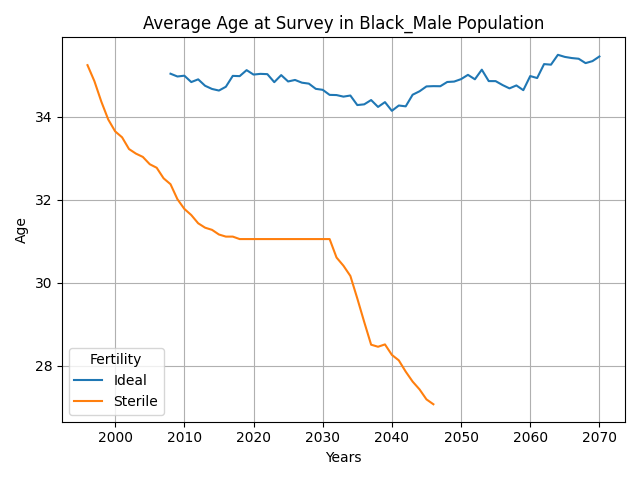 Average Age at Survey in Black_Male Population
Age
34
32
30
28
Fertility
Ideal
Sterile
2000 2010 2020 2030 2040 2050 2060 2070
Years